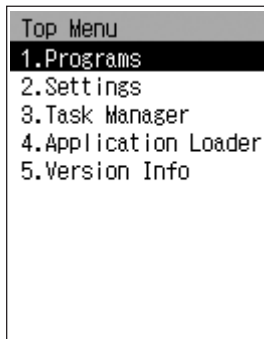 Top Menu
1.Programs
2.Settings
3.Task Manager
4.Application Loader
5.Version Info